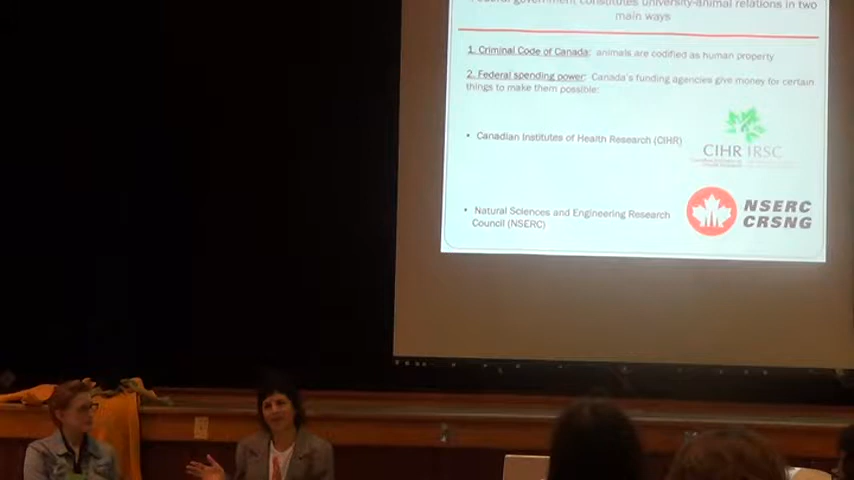 Federal government constitutes university-animal relations in two
main ways
1. Criminal Code of Canada: animals are codified as human property
2. Federal spending power: Canada's funding agencies give money for certain
things to make them possible:
• Canadian Institutes of Health Research (CIHR)
CIHR IRSC
• Natural Sciences and Engineering Research
Council (NSERC)
NSERC
CRSNG